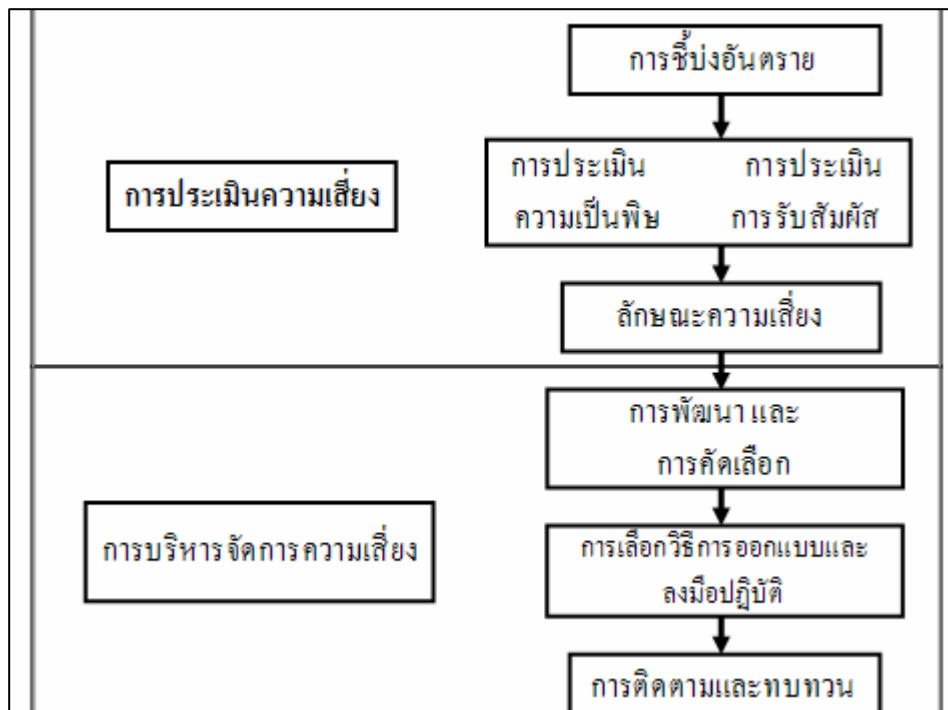 การชี้บ่งอันตราย
การประเมินความเสี่ยง
การประเมิน การประเมิน
ความเป็นพิษ การรับสัมผัส
ลักษณะความเสี่ยง
การพัฒนา และ
การคัดเลือก
การบริหารจัดการความเสี่ยง
การเลือกวิธีการออกแบบและ
ลงมือปฏิบัติ
การติดตามและทบทวน